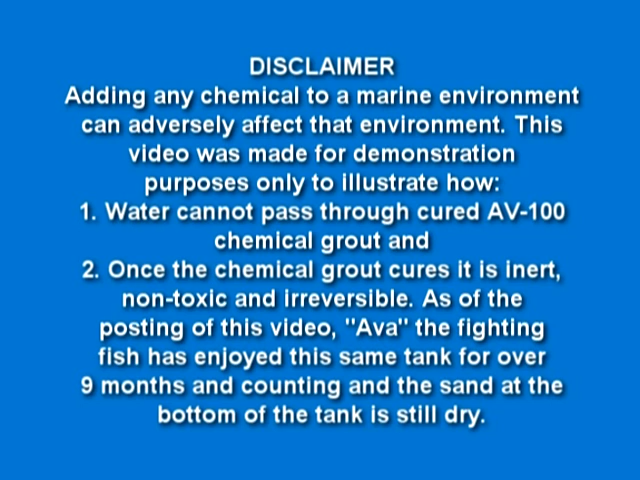 DISCLAIMER
Adding any chemical to a marine environment
can adversely affect that environment. This
video was made for demonstration
purposes only to illustrate how:
1. Water cannot pass through cured AV-100
chemical grout and
2. Once the chemical grout cures it is inert,
non-toxic and irreversible. As of the
posting of this video, "Ava" the fighting
fish has enjoyed this same tank for over
9 months and counting and the sand at the
bottom of the tank is still dry.